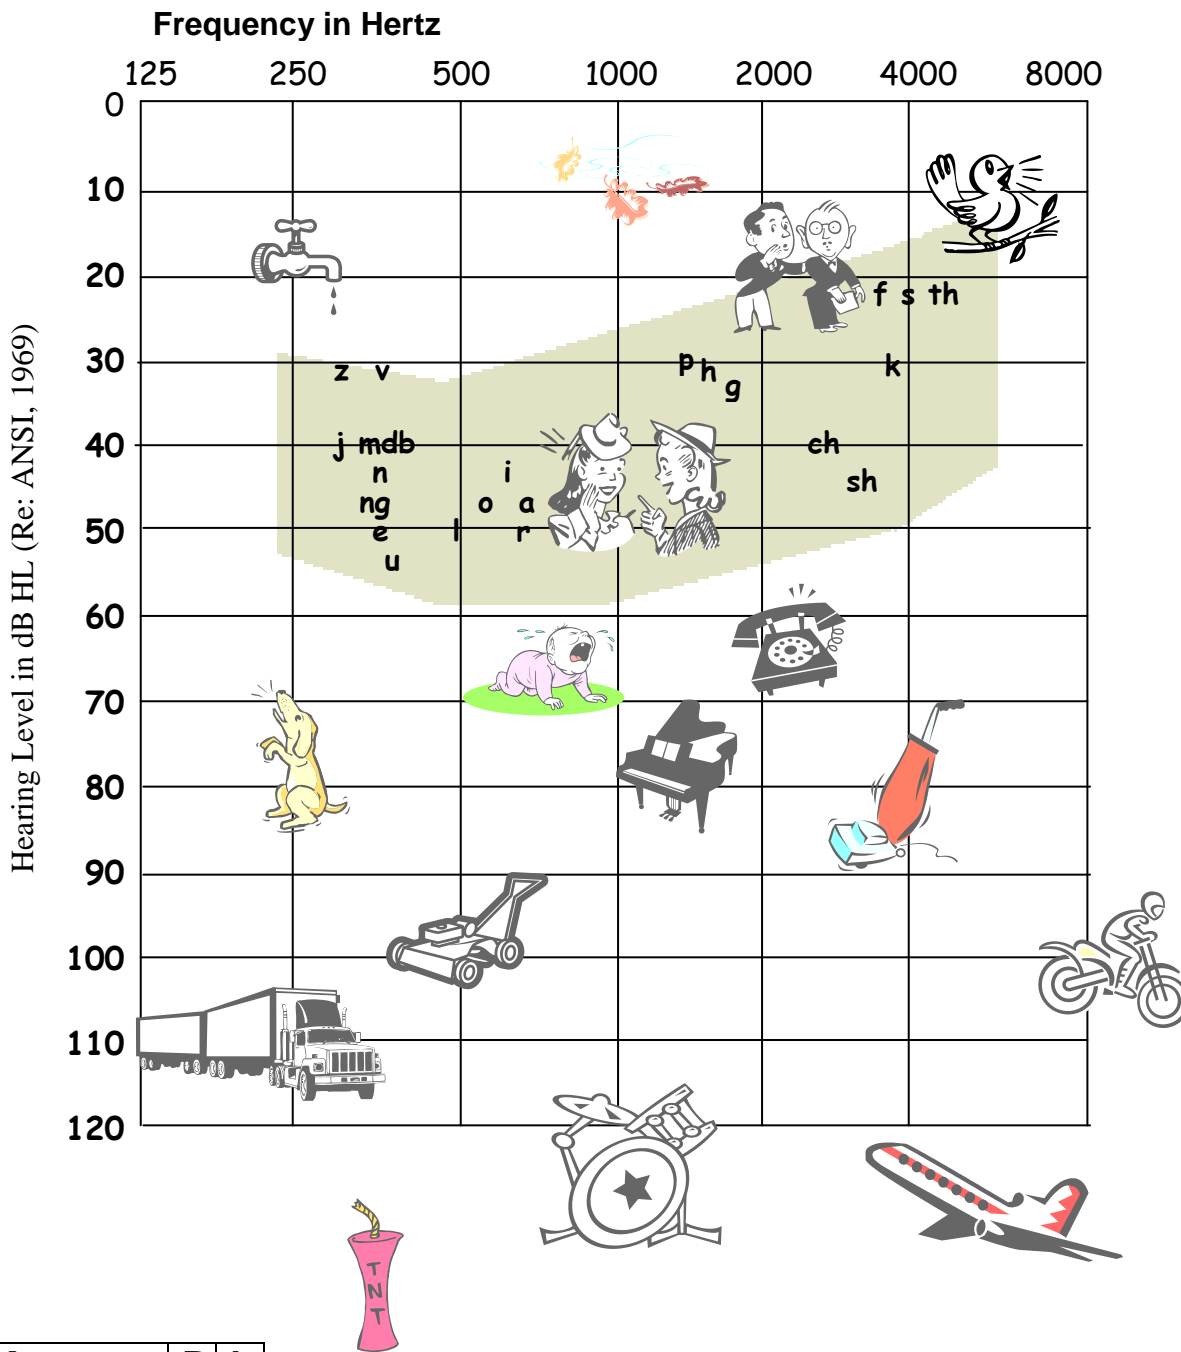 Frequency in Hertz
125 250 500 1000 2000 4000 8000
0
10
20
f s th
30
z v p h g k
Hearing Level in dB HL (Re: ANSI, 1969)
40
j mdb ch
n i sh
ng o a
50
e l r
u
60
70
80
90
100
110
120
TNT